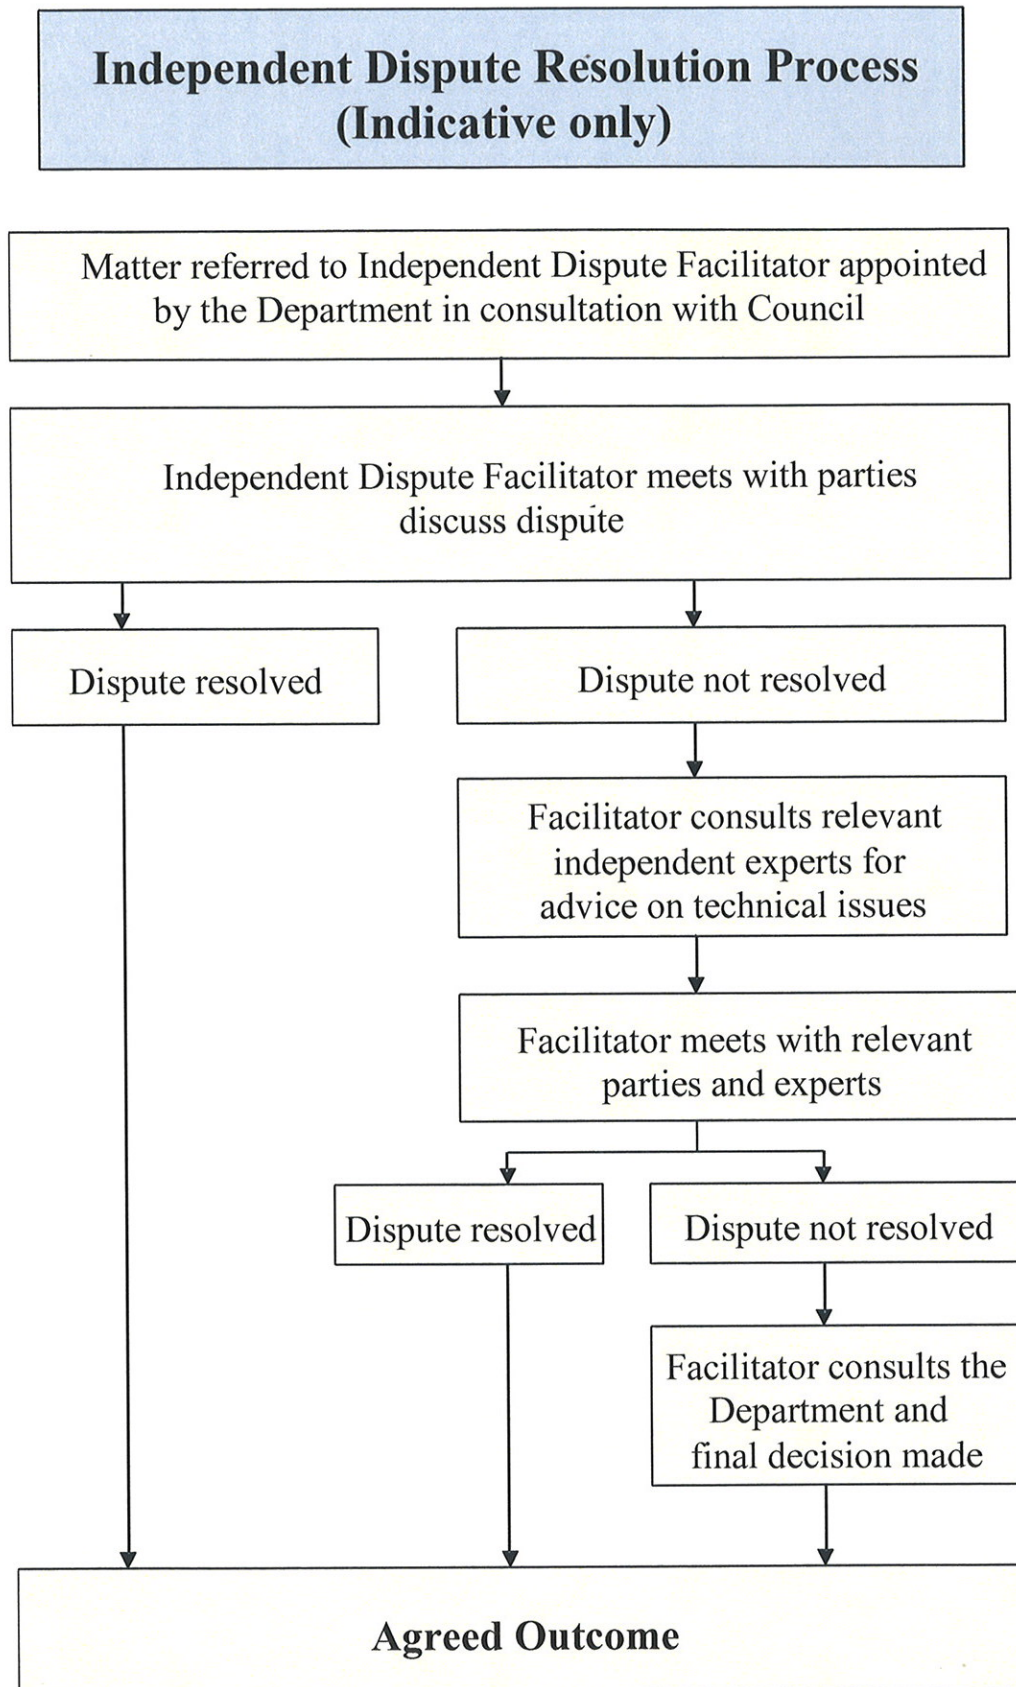 Independent Dispute Resolution Process
(Indicative only)
Matter referred to Independent Dispute Facilitator appointed
by the Department in consultation with Council
Independent Dispute Facilitator meets with parties
discuss dispute
Dispute resolved
Dispute not resolved
Facilitator consults relevant
independent experts for
advice on technical issues
Facilitator meets with relevant
parties and experts
Dispute resolved
Dispute not resolved
Facilitator consults the
Department and
final decision made
Agreed Outcome